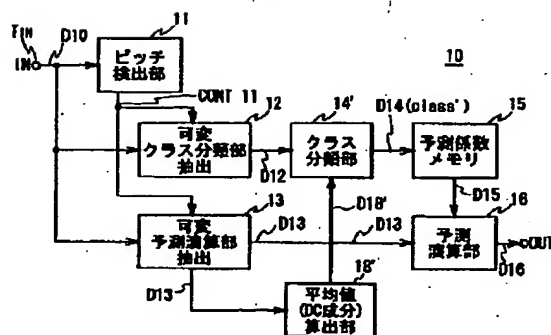 TIN
IN
D10
11
ピッチ
検出部
10
CONT 11
12
可変
クラス分類部
抽出
D12
14'
クラス
分類部
D14(class')
15
予測係数
メモリ
D15
13
可変
予測演算部
抽出
D13
D18'
D13
16
予測
演算部
OUT
D16
D13
18'
平均値
(DC成分)
算出部